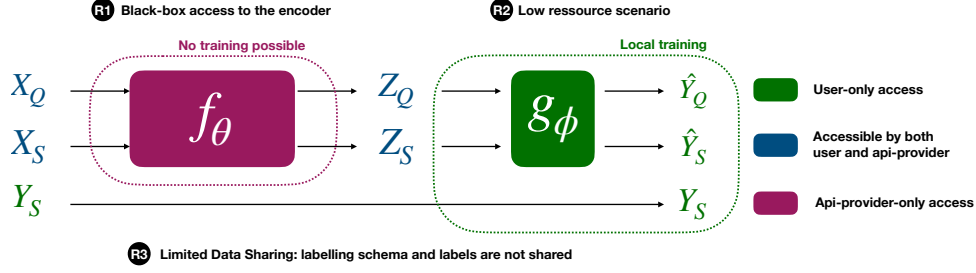 R1 Black-box access to the encoder
R2 Low ressource scenario
No training possible
Local training
X_Q
f_θ
Z_Q
g_ϕ
Ŷ_Q
User-only access
X_S
Z_S
Ŷ_S
Accessible by both
user and api-provider
Y_S
Y_S
Api-provider-only access
R3 Limited Data Sharing: labelling schema and labels are not shared